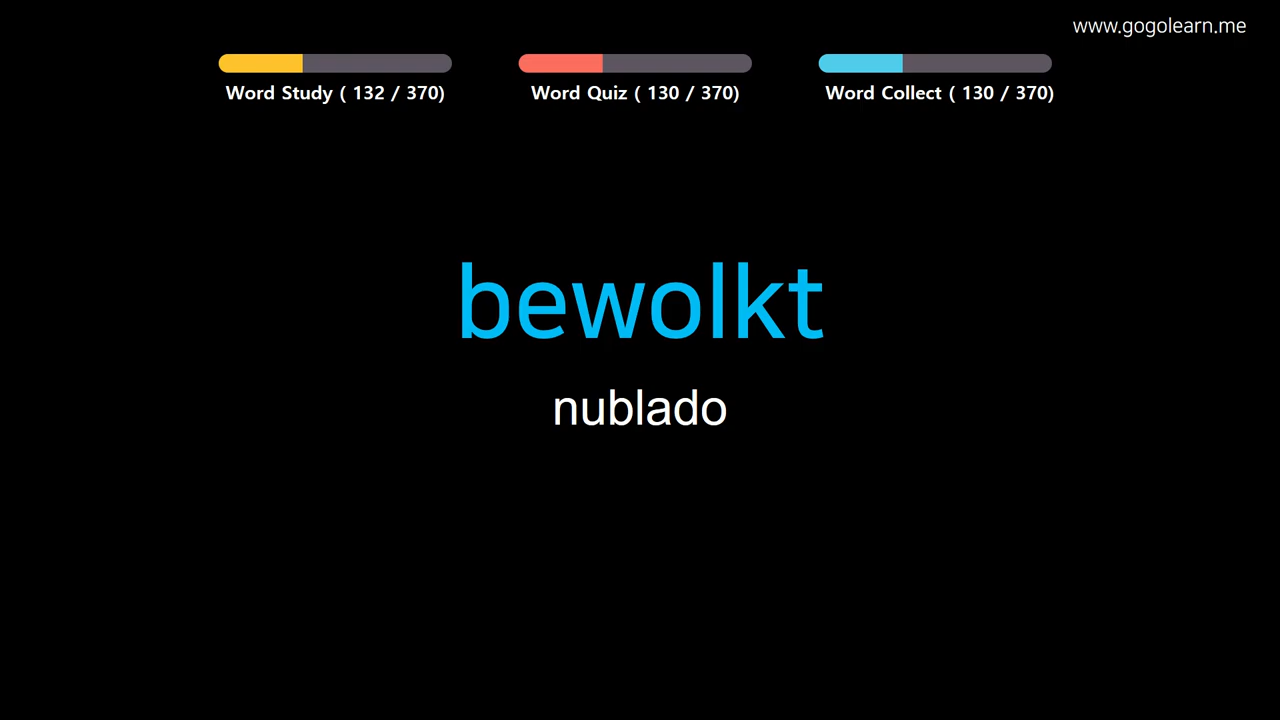 www.gogolearn.me
Word Study ( 132 / 370)
Word Quiz ( 130 / 370)
Word Collect ( 130 / 370)
bewolkt
nublado